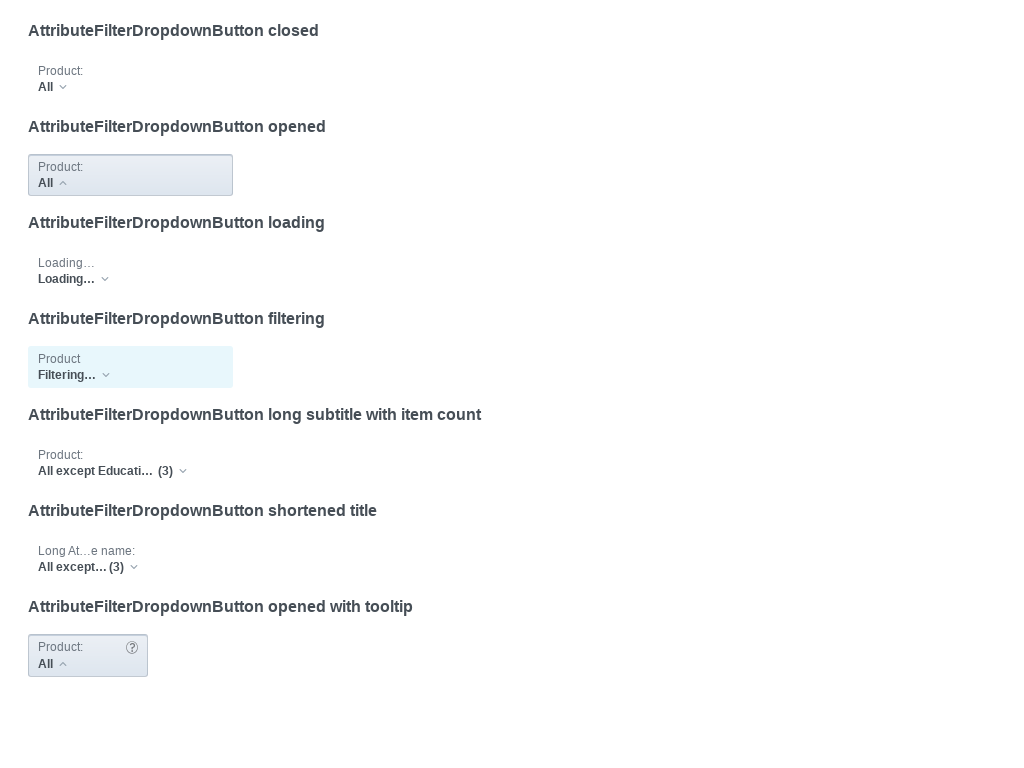 AttributeFilterDropdownButton closed
Product:
All
AttributeFilterDropdownButton opened
Product:
All
AttributeFilterDropdownButton loading
Loading…
Loading…
AttributeFilterDropdownButton filtering
Product
Filtering…
AttributeFilterDropdownButton long subtitle with item count
Product:
All except Educati… (3)
AttributeFilterDropdownButton shortened title
Long At…e name:
All except… (3)
AttributeFilterDropdownButton opened with tooltip
Product: ?
All